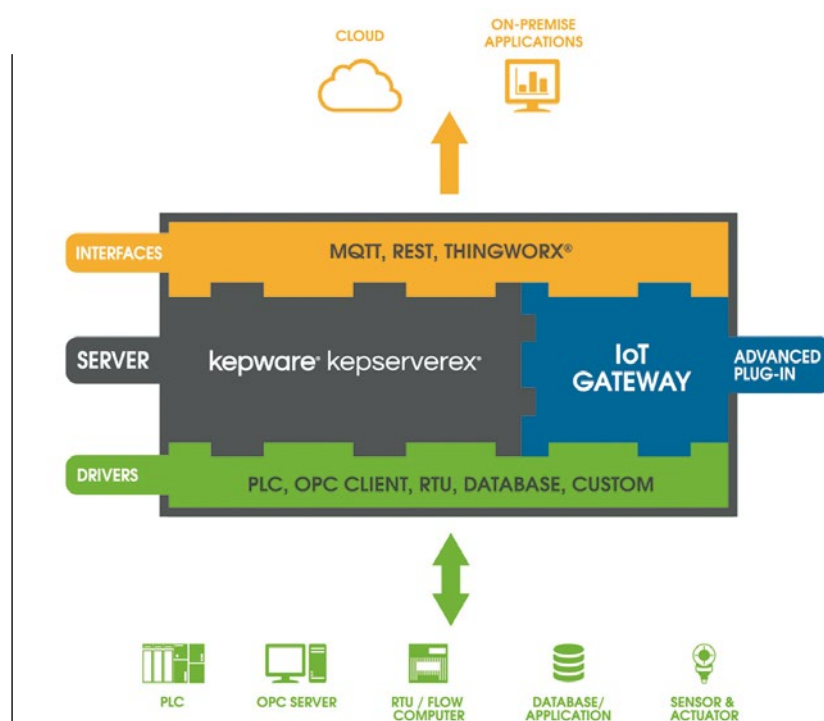 CLOUD
ON-PREMISE
APPLICATIONS
INTERFACES
MQTT, REST, THINGWORX®
SERVER
kepware® kepserverex®
IoT
GATEWAY
ADVANCED
PLUG-IN
DRIVERS
PLC, OPC CLIENT, RTU, DATABASE, CUSTOM
PLC
OPC SERVER
RTU / FLOW
COMPUTER
DATABASE/
APPLICATION
SENSOR &
ACTUATOR